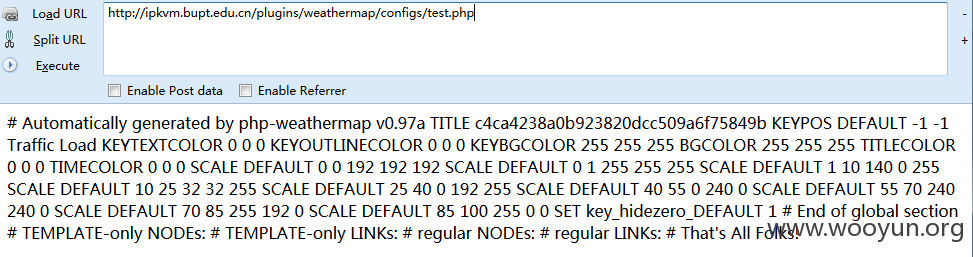 Load URL
http://ipkvm.bupt.edu.cn/plugins/weathermap/configs/test.php
-
Split URL
+
Execute
Enable Post data Enable Referrer
# Automatically generated by php-weathermap v0.97a TITLE c4ca4238a0b923820dcc509a6f75849b KEYPOS DEFAULT -1 -1
Traffic Load KEYTEXTCOLOR 0 0 0 KEYOUTLINECOLOR 0 0 0 KEYBGCOLOR 255 255 255 BGCOLOR 255 255 255 TITLECOLOR
0 0 0 TIMECOLOR 0 0 0 SCALE DEFAULT 0 0 192 192 192 SCALE DEFAULT 0 1 255 255 255 SCALE DEFAULT 1 10 140 0 255
SCALE DEFAULT 10 25 32 32 255 SCALE DEFAULT 25 40 0 192 255 SCALE DEFAULT 40 55 0 240 0 SCALE DEFAULT 55 70 240
240 0 SCALE DEFAULT 70 85 255 192 0 SCALE DEFAULT 85 100 255 0 0 SET key_hidezero_DEFAULT 1 # End of global section
# TEMPLATE-only NODEs: # TEMPLATE-only LINKs: # regular NODEs: # regular LINKs: # That's All Folks!
www.wooyun.org